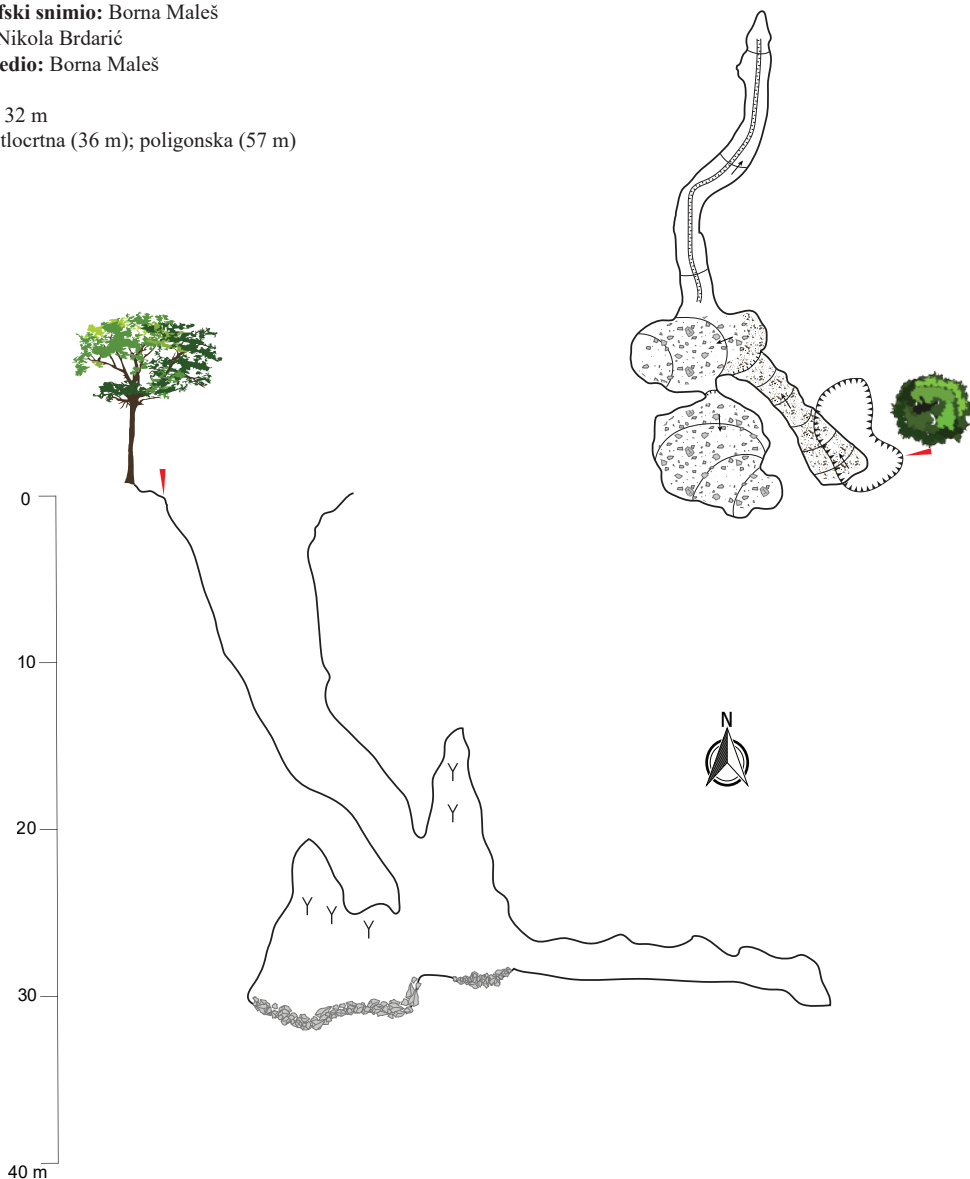 fski snimio: Borna Maleš
Nikola Brdarić
edio: Borna Maleš
32 m
tlocrtna (36 m); poligonska (57 m)
N
0
10
20
30
40 m